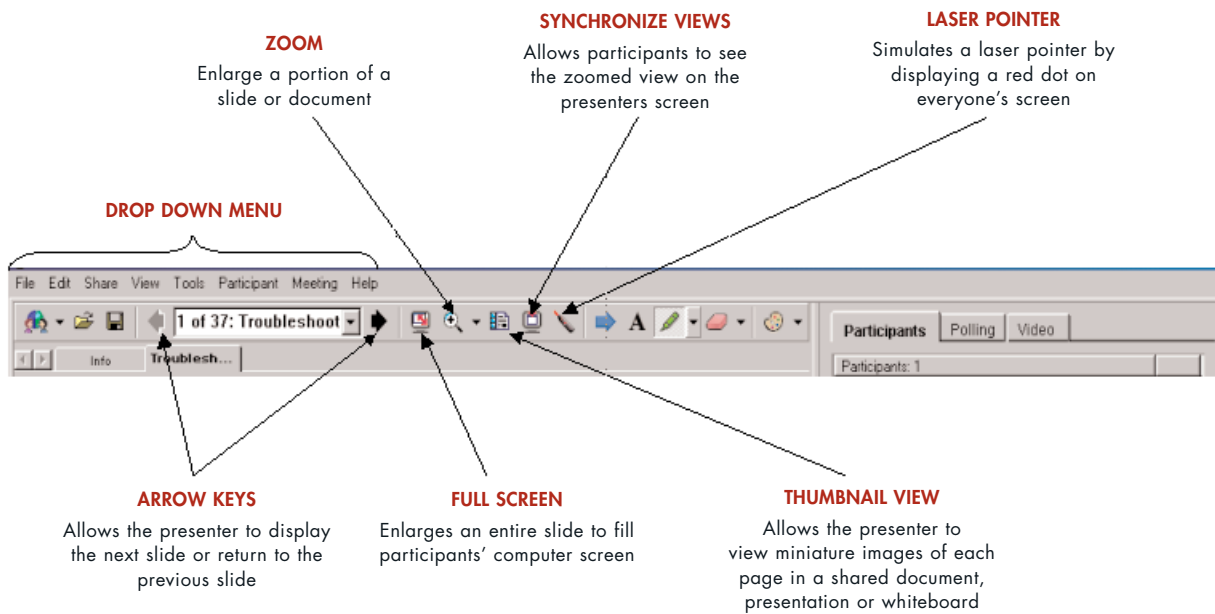 SYNCHRONIZE VIEWS
Allows participants to see
the zoomed view on the
presenters screen
LASER POINTER
Simulates a laser pointer by
displaying a red dot on
everyone's screen
ZOOM
Enlarge a portion of a
slide or document
DROP DOWN MENU
File Edit Share View Tools Participant Meeting Help
1 of 37: Troubleshoot
A
Participants Polling Video
Info Troublesh...
Participants: 1
ARROW KEYS
Allows the presenter to display
the next slide or return to the
previous slide
FULL SCREEN
Enlarges an entire slide to fill
participants' computer screen
THUMBNAIL VIEW
Allows the presenter to
view miniature images of each
page in a shared document,
presentation or whiteboard